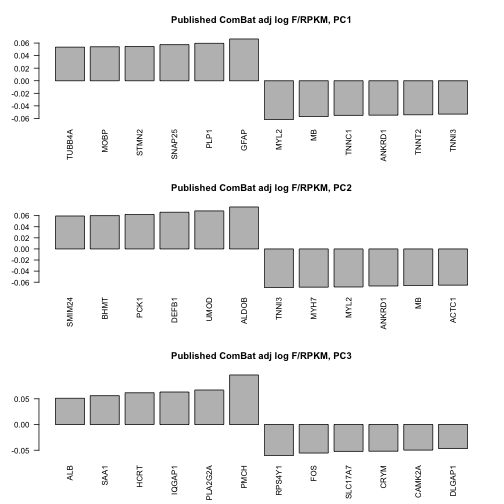 Published ComBat adj log F/RPKM, PC1
0.06
0.04
0.02
0.00
-0.02
-0.04
-0.06
TUBB4A MOBP STMN2 SNAP25 PLP1 GFAP MYL2 MB TNNC1 ANKRD1 TNNT2 TNNI3
Published ComBat adj log F/RPKM, PC2
0.06
0.04
0.02
0.00
-0.02
-0.04
-0.06
SMIM24 BHMT PCK1 DEFB1 UMOD ALDOB TNNI3 MYH7 MYL2 ANKRD1 MB ACTC1
Published ComBat adj log F/RPKM, PC3
0.05
0.00
-0.05
ALB SAA1 HCRT IQGAP1 PLA2G2A PMCH RPS4Y1 FOS SLC17A7 CRYM CAMK2A DLGAP1